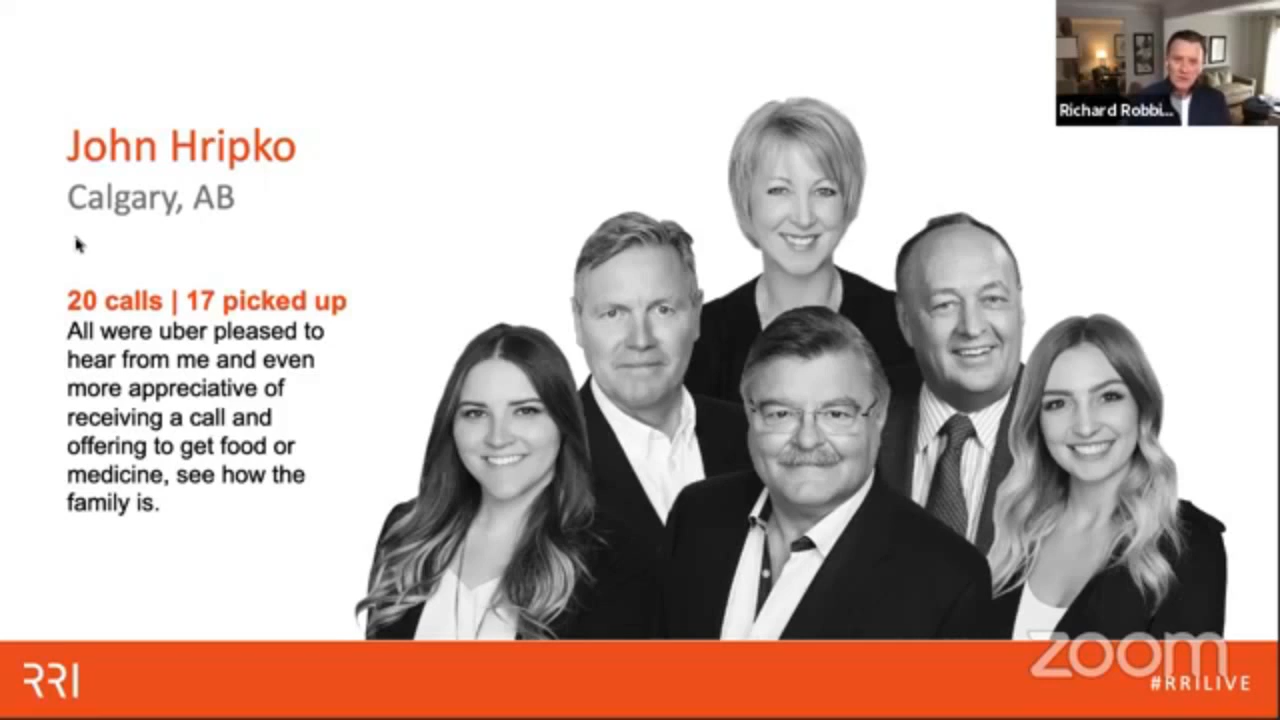 Richard Robbi...
John Hripko
Calgary, AB
20 calls | 17 picked up
All were uber pleased to
hear from me and even
more appreciative of
receiving a call and
offering to get food or
medicine, see how the
family is.
RRI
zoom
#RRILIVE